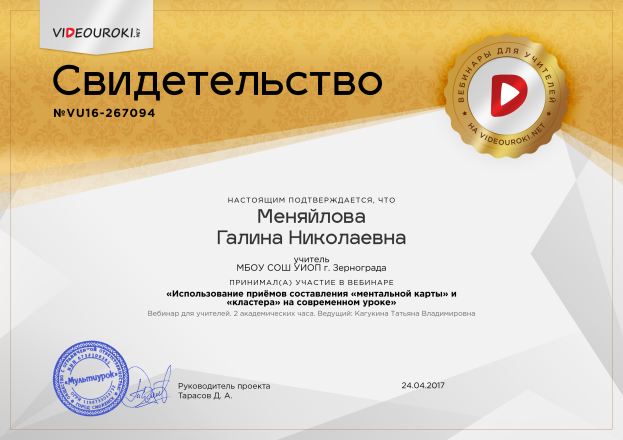 VIDEOUROKI.NET
Свидетельство
№VU16-267094
ВЕБИНАРЫ ДЛЯ УЧИТЕЛЕЙ
НА VIDEOUROKI.NET
НАСТОЯЩИМ ПОДТВЕРЖДАЕТСЯ, ЧТО
Меняйлова
Галина Николаевна
учитель
МБОУ СОШ УИОП г. Зернограда
ПРИНИМАЛ(А) УЧАСТИЕ В ВЕБИНАРЕ
«Использование приёмов составления «ментальной карты» и
«кластера» на современном уроке»
Вебинар для учителей. 2 академических часа. Ведущий: Кагукина Татьяна Владимировна
«Мультиурок»
Руководитель проекта
Тарасов Д. А.
24.04.2017